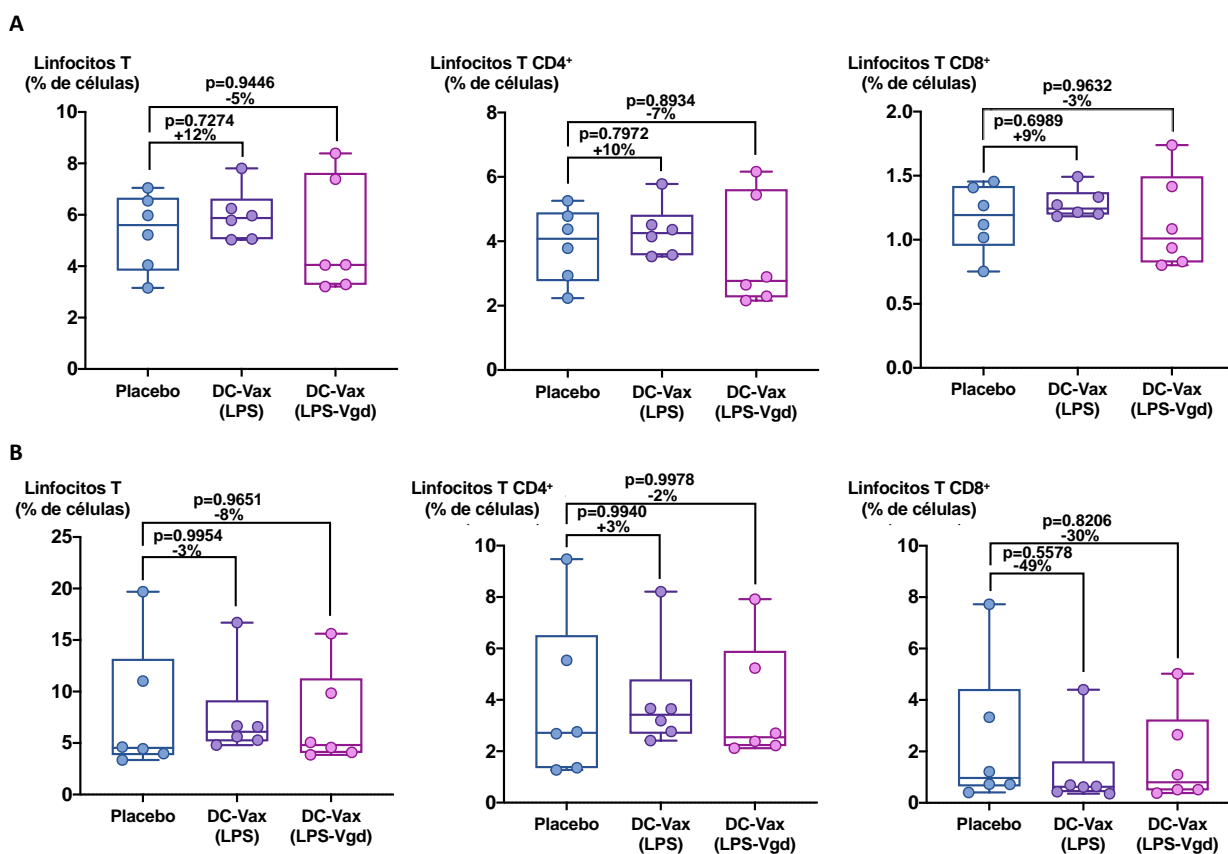 A
Linfocitos T
(% de células)
p=0.9446
-5%
p=0.7274
+12%
10
8
6
4
2
0
Placebo
DC-Vax
(LPS)
DC-Vax
(LPS-Vgd)
Linfocitos T CD4⁺
(% de células)
p=0.8934
-7%
p=0.7972
+10%
8
6
4
2
0
Placebo
DC-Vax
(LPS)
DC-Vax
(LPS-Vgd)
Linfocitos T CD8⁺
(% de células)
p=0.9632
-3%
p=0.6989
+9%
2.0
1.5
1.0
0.5
0.0
Placebo
DC-Vax
(LPS)
DC-Vax
(LPS-Vgd)
B
Linfocitos T
(% de células)
p=0.9651
-8%
p=0.9954
-3%
25
20
15
10
5
0
Placebo
DC-Vax
(LPS)
DC-Vax
(LPS-Vgd)
Linfocitos T CD4⁺
(% de células)
p=0.9978
-2%
p=0.9940
+3%
10
8
6
4
2
0
Placebo
DC-Vax
(LPS)
DC-Vax
(LPS-Vgd)
Linfocitos T CD8⁺
(% de células)
p=0.8206
-30%
p=0.5578
-49%
10
8
6
4
2
0
Placebo
DC-Vax
(LPS)
DC-Vax
(LPS-Vgd)